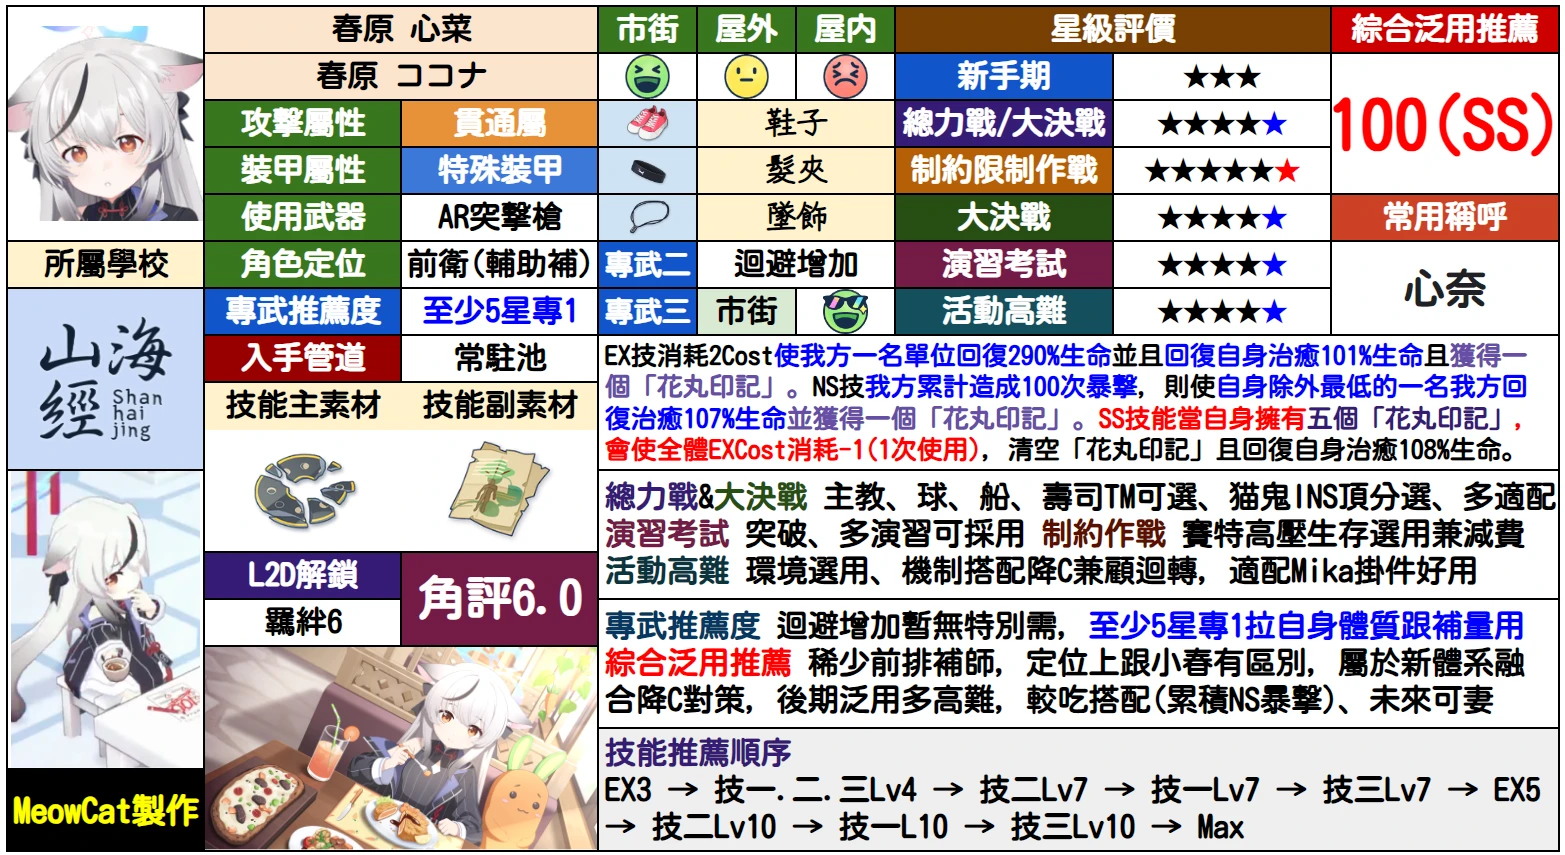 春原 心菜
春原 ココナ
攻擊屬性 貫通屬
裝甲屬性 特殊裝甲
使用武器 AR突擊槍
所屬學校
角色定位 前衛(輔助補)
山海經
Shan
hai
jing
專武推薦度 至少5星專1
入手管道 常駐池
技能主素材 技能副素材
L2D解鎖
羈絆6
角評6.0
MeowCat製作
市街 屋外 屋内
鞋子
髮夾
墜飾
專武二 迴避增加
專武三 市街
星級評價
新手期 ★★★
總力戰/大決戰 ★★★★★
制約限制作戰 ★★★★★★
大決戰 ★★★★★
演習考試 ★★★★★
活動高難 ★★★★★
綜合泛用推薦
100(SS)
常用稱呼
心奈
EX技消耗2Cost使我方一名單位回復290%生命並且回復自身治癒101%生命且獲得一
個「花丸印記」。NS技我方累計造成100次暴擊，則使自身除外最低的一名我方回
復治癒107%生命並獲得一個「花丸印記」。SS技能當自身擁有五個「花丸印記」，
會使全體EXCost消耗-1(1次使用)，清空「花丸印記」且回復自身治癒108%生命。
總力戰&大決戰 主教、球、船、壽司TM可選、猫鬼INS頂分選、多適配
演習考試 突破、多演習可採用 制約作戰 賽特高壓生存選用兼減費
活動高難 環境選用、機制搭配降C兼顧迴轉，適配Mika掛件好用
專武推薦度 迴避增加暫無特別需，至少5星專1拉自身體質跟補量用
綜合泛用推薦 稀少前排補師，定位上跟小春有區別，屬於新體系融
合降C對策，後期泛用多高難，較吃搭配(累積NS暴擊)、未來可妻
技能推薦順序
EX3 → 技一.二.三Lv4 → 技二Lv7 → 技一Lv7 → 技三Lv7 → EX5
→ 技二Lv10 → 技一L10 → 技三Lv10 → Max